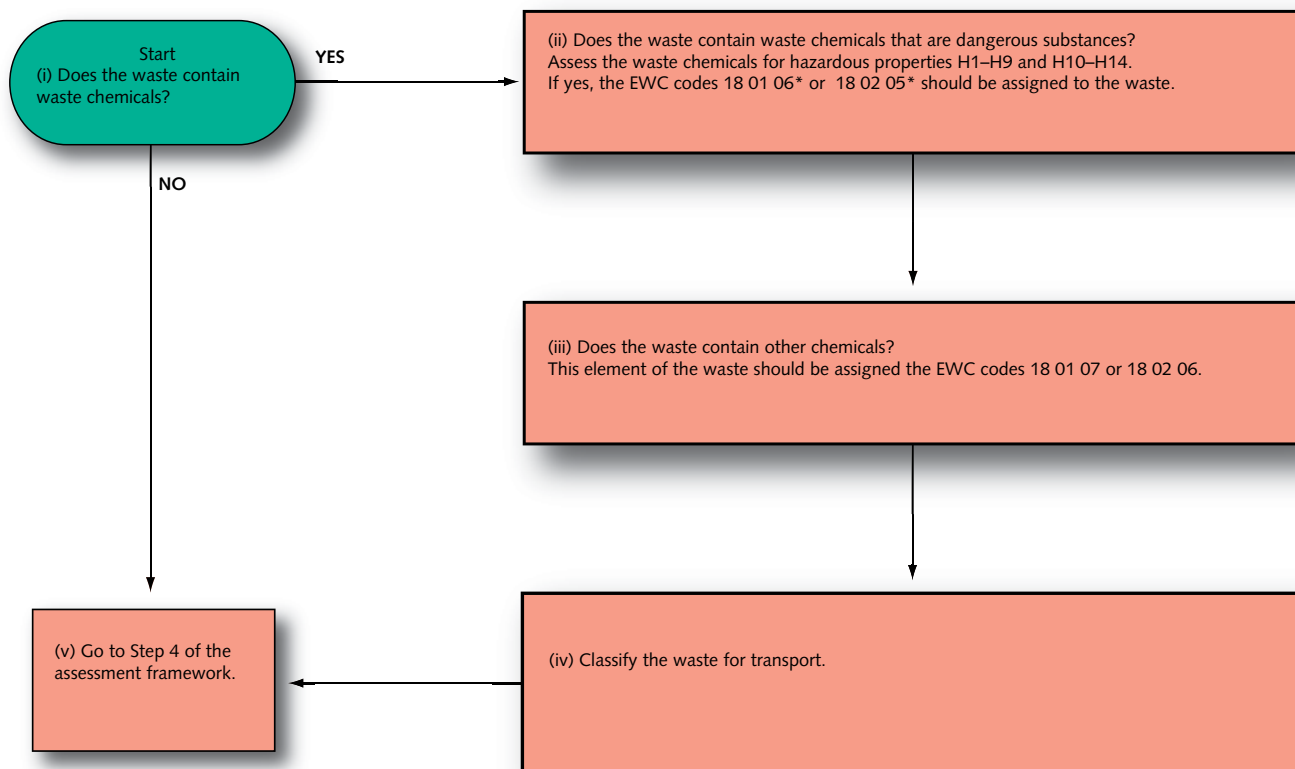 Start
(i) Does the waste contain
waste chemicals?
YES
(ii) Does the waste contain waste chemicals that are dangerous substances?
Assess the waste chemicals for hazardous properties H1–H9 and H10–H14.
If yes, the EWC codes 18 01 06* or 18 02 05* should be assigned to the waste.
NO
(iii) Does the waste contain other chemicals?
This element of the waste should be assigned the EWC codes 18 01 07 or 18 02 06.
(iv) Classify the waste for transport.
(v) Go to Step 4 of the
assessment framework.